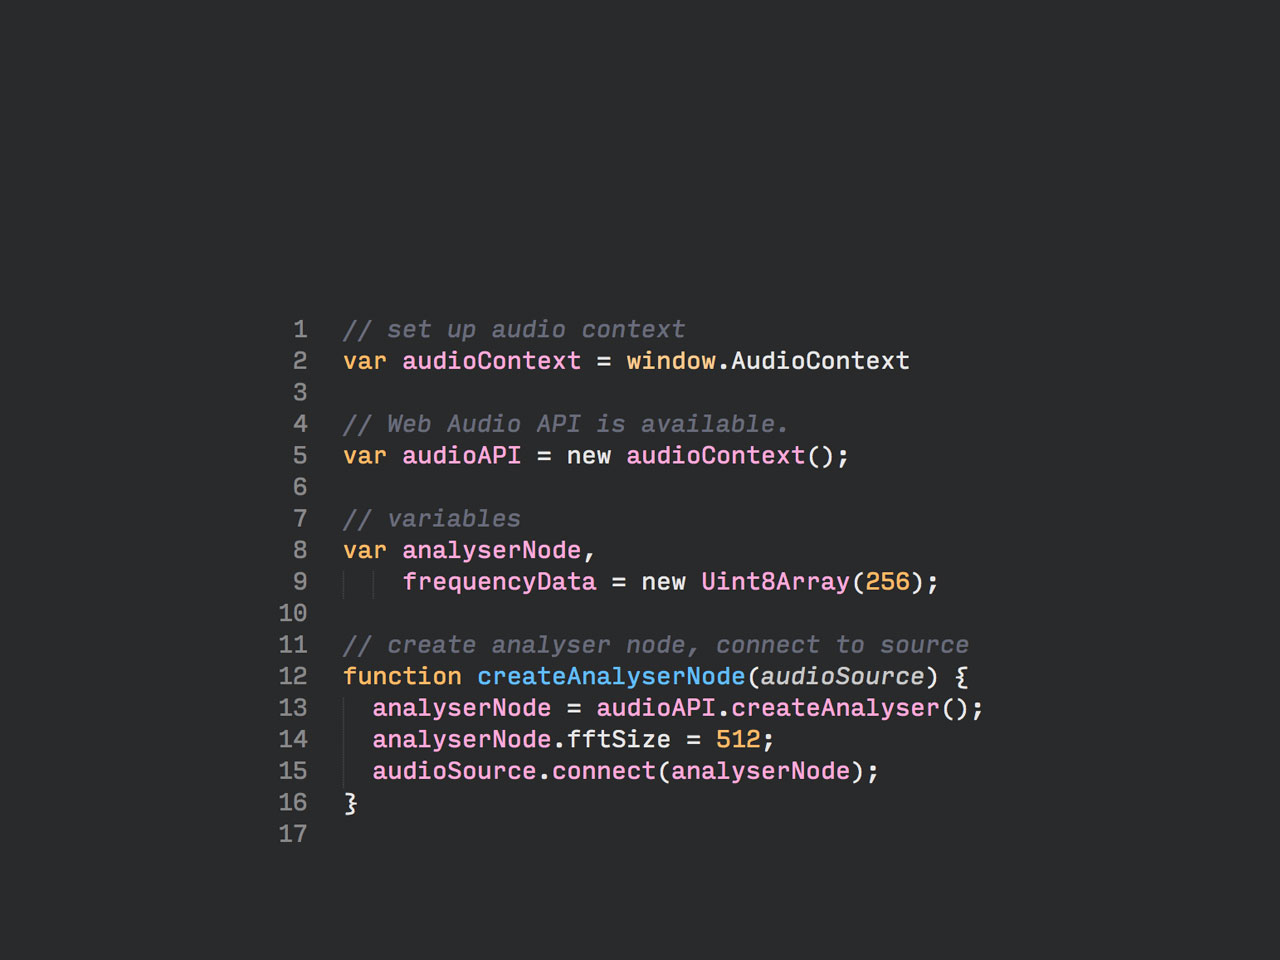 1 // set up audio context
2 var audioContext = window.AudioContext
3
4 // Web Audio API is available.
5 var audioAPI = new audioContext();
6
7 // variables
8 var analyserNode,
9     frequencyData = new Uint8Array(256);
10
11 // create analyser node, connect to source
12 function createAnalyserNode(audioSource) {
13   analyserNode = audioAPI.createAnalyser();
14   analyserNode.fftSize = 512;
15   audioSource.connect(analyserNode);
16 }
17